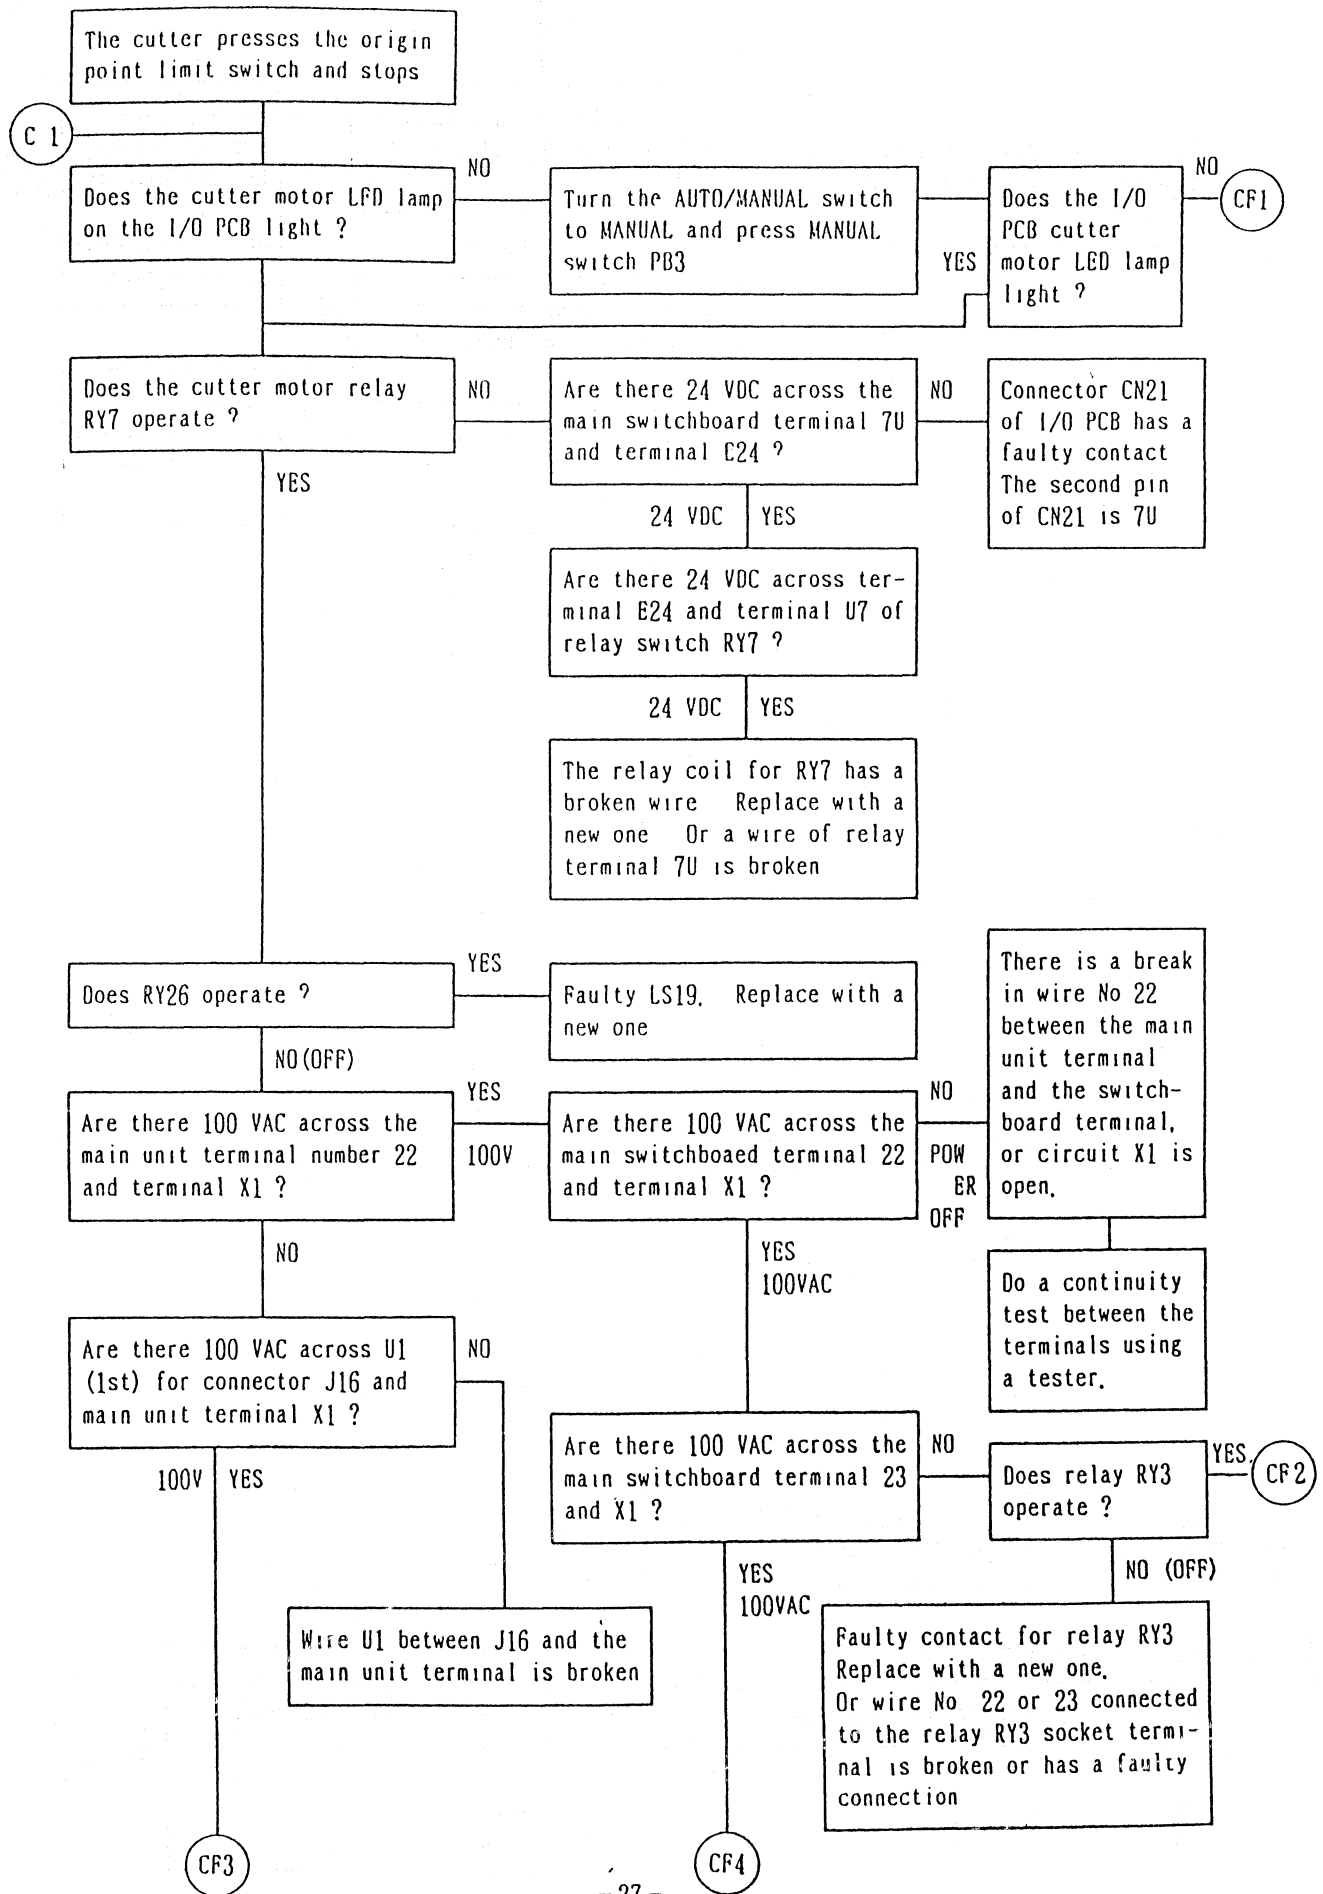 The cutter presses the origin
point limit switch and stops
C 1
Does the cutter motor LED lamp
on the I/O PCB light ?
NO
Turn the AUTO/MANUAL switch
to MANUAL and press MANUAL
switch PB3
YES
Does the I/O
PCB cutter
motor LED lamp
light ?
NO
CF1
Does the cutter motor relay
RY7 operate ?
NO
YES
Are there 24 VDC across the
main switchboard terminal 7U
and terminal E24 ?
NO
Connector CN21
of I/O PCB has a
faulty contact
The second pin
of CN21 is 7U
24 VDC YES
Are there 24 VDC across ter-
minal E24 and terminal U7 of
relay switch RY7 ?
24 VDC YES
The relay coil for RY7 has a
broken wire Replace with a
new one Or a wire of relay
terminal 7U is broken
Does RY26 operate ?
YES
Faulty LS19. Replace with a
new one
NO (OFF)
Are there 100 VAC across the
main unit terminal number 22
and terminal X1 ?
YES
100V
Are there 100 VAC across the
main switchboaed terminal 22
and terminal X1 ?
NO
POW
ER
OFF
There is a break
in wire No 22
between the main
unit terminal
and the switch-
board terminal,
or circuit X1 is
open.
Do a continuity
test between the
terminals using
a tester.
NO
YES
100VAC
Are there 100 VAC across U1
(1st) for connector J16 and
main unit terminal X1 ?
NO
100V YES
Wire U1 between J16 and the
main unit terminal is broken
Are there 100 VAC across the
main switchboard terminal 23
and X1 ?
NO
Does relay RY3
operate ?
YES.
CF2
YES
100VAC
NO (OFF)
Faulty contact for relay RY3
Replace with a new one.
Or wire No 22 or 23 connected
to the relay RY3 socket termi-
nal is broken or has a faulty
connection
CF3
CF4
- 27 -